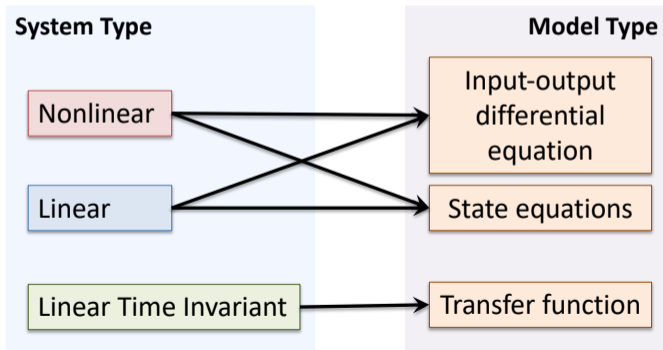 System Type
Model Type
Nonlinear
Input-output
differential
equation
Linear
State equations
Linear Time Invariant
Transfer function